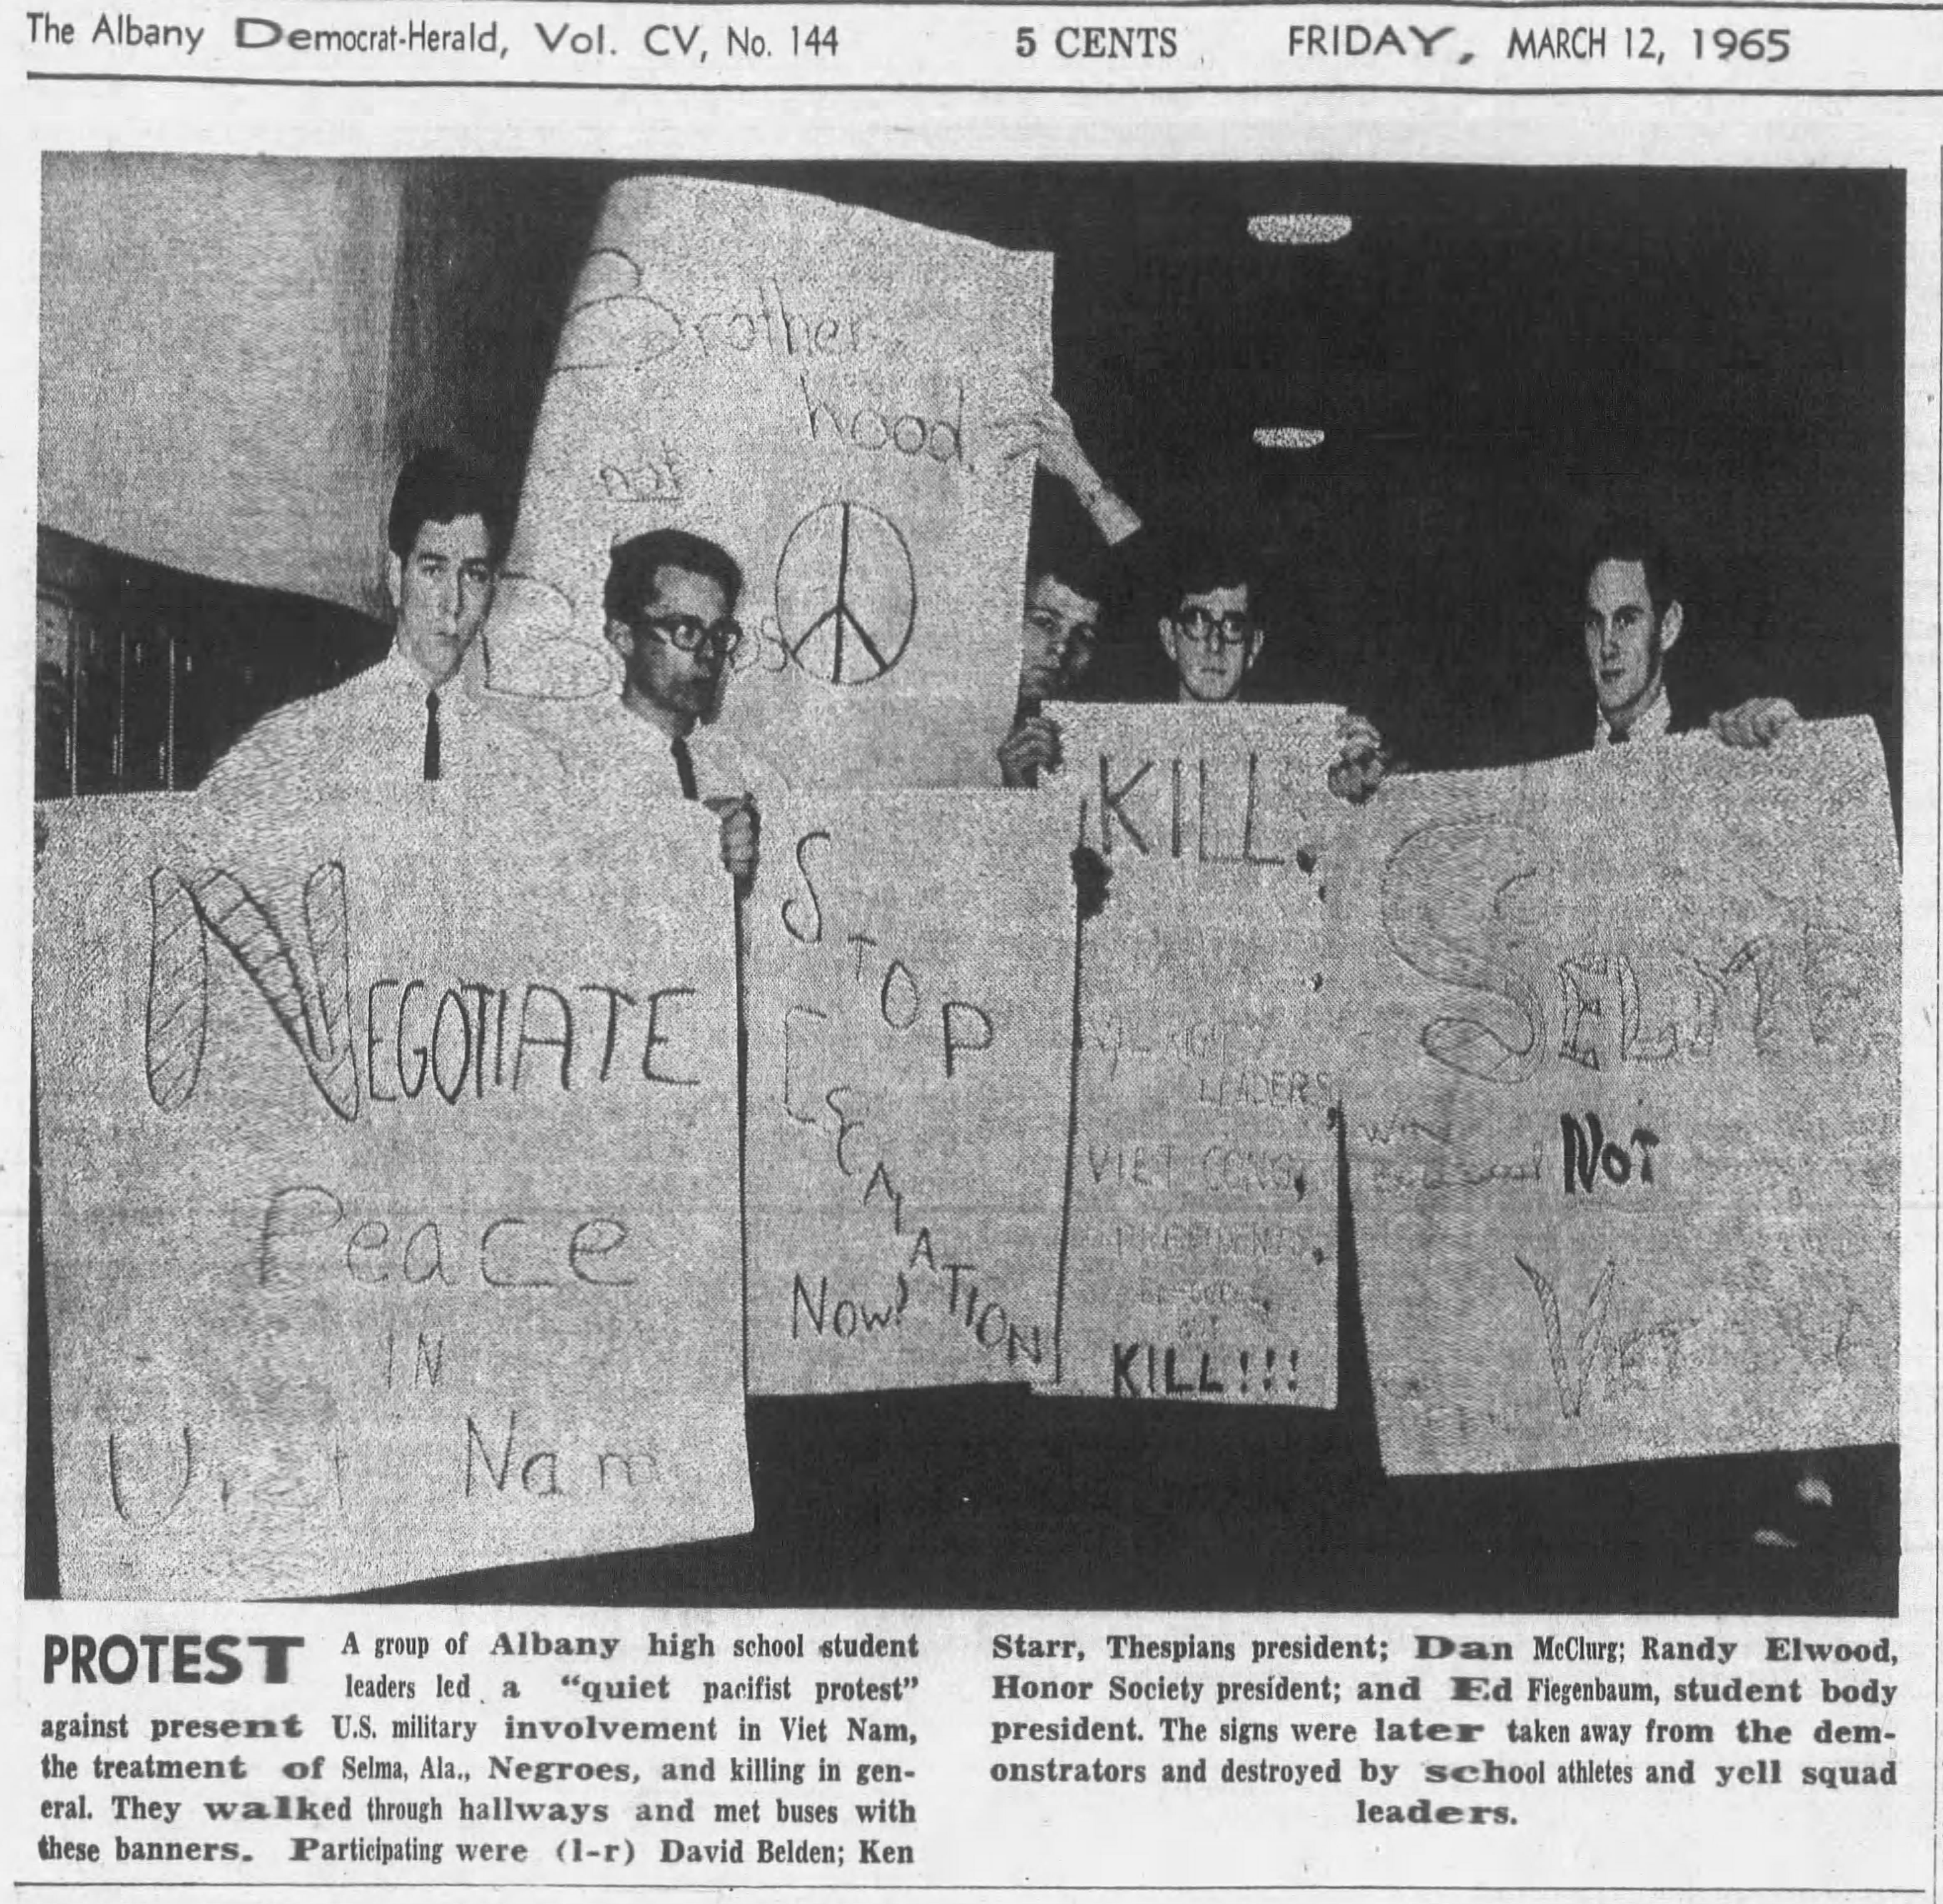 The Albany Democrat-Herald, Vol. CV, No. 144 5 CENTS FRIDAY, MARCH 12, 1965
Brother
hood
not
NEGOTIATE
Peace
IN
Viet Nam
STOP
ESCALATION
Now!
KILL,
LEADERS,
VIET CONG,
KILL!!!
SELMA
NOT
PROTEST A group of Albany high school student
leaders led a "quiet pacifist protest"
against present U.S. military involvement in Viet Nam,
the treatment of Selma, Ala., Negroes, and killing in gen-
eral. They walked through hallways and met buses with
these banners. Participating were (l-r) David Belden; Ken
Starr, Thespians president; Dan McClurg; Randy Elwood,
Honor Society president; and Ed Fiegenbaum, student body
president. The signs were later taken away from the dem-
onstrators and destroyed by school athletes and yell squad
leaders.